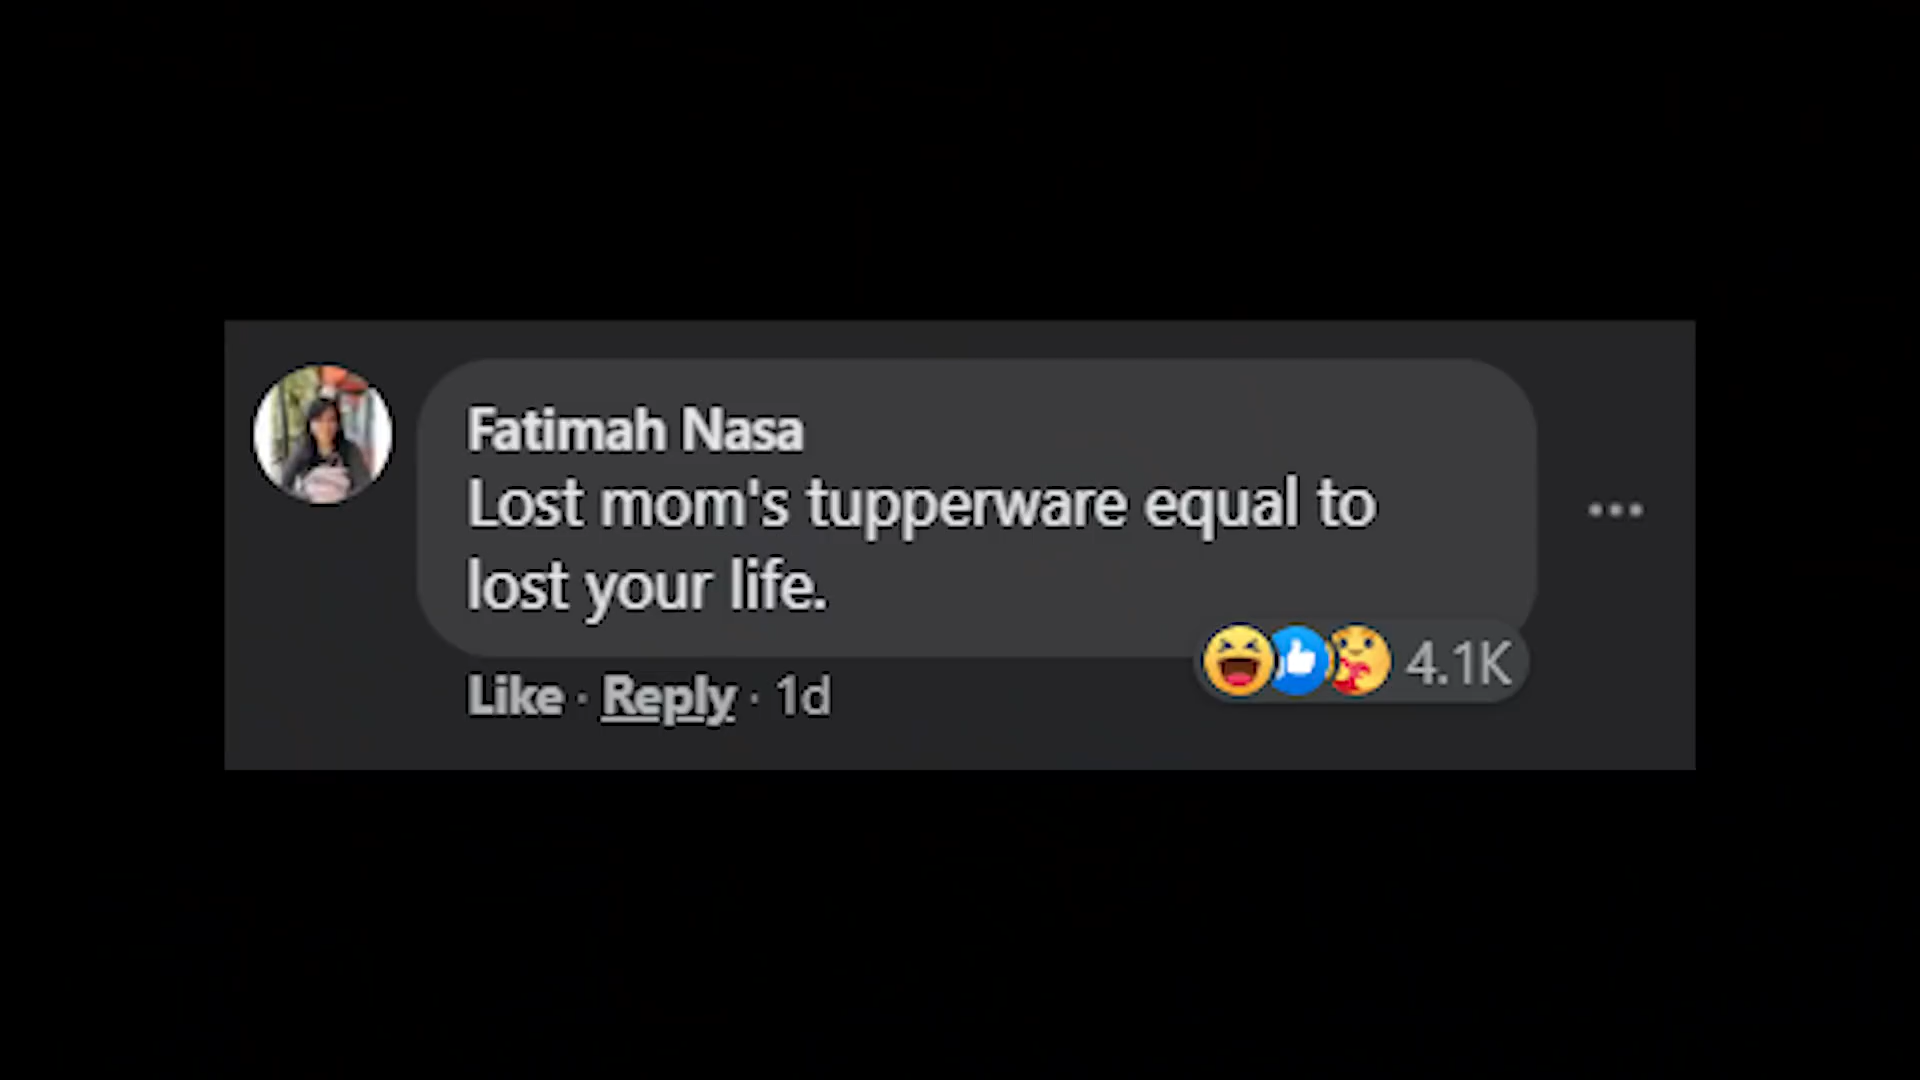 Fatimah Nasa
Lost mom's tupperware equal to
lost your life.
4.1K
Like · Reply · 1d